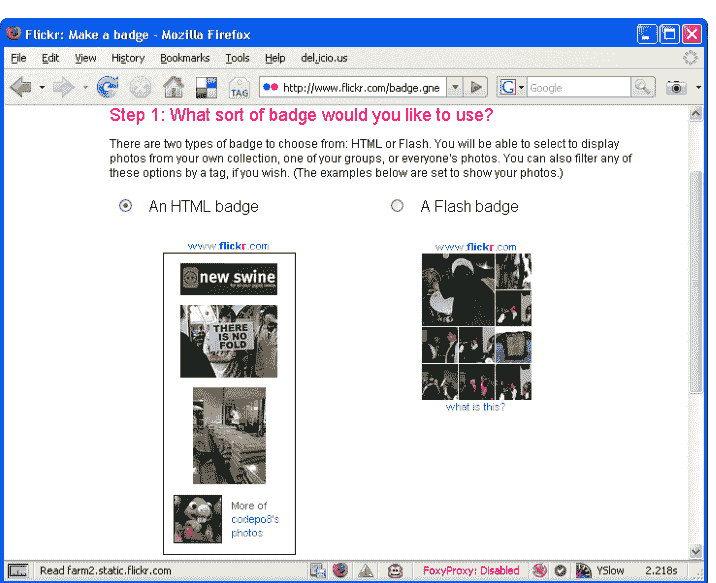 Flickr: Make a badge - Mozilla Firefox
File Edit View History Bookmarks Tools Help del.icio.us
TAG http://www.flickr.com/badge.gne G Google
Step 1: What sort of badge would you like to use?
There are two types of badge to choose from: HTML or Flash. You will be able to select to display
photos from your own collection, one of your groups, or everyone's photos. You can also filter any of
these options by a tag, if you wish. (The examples below are set to show your photos.)
An HTML badge
A Flash badge
www.flickr.com
www.flickr.com
new swine
THERE
IS NO
FOLD
what is this?
More of
codepo8's
photos
Read farm2.static.flickr.com FoxyProxy: Disabled YSlow 2.218s